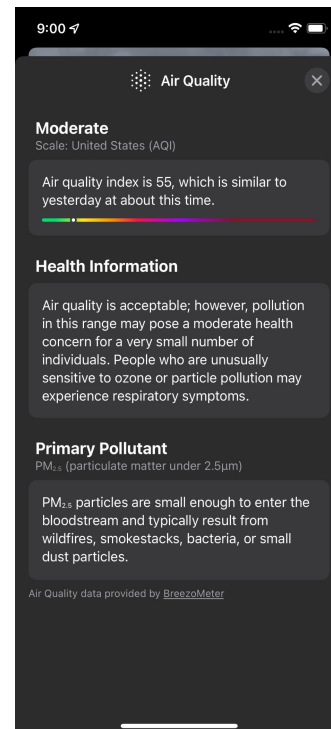 9:00
Air Quality
Moderate
Scale: United States (AQI)
Air quality index is 55, which is similar to
yesterday at about this time.
Health Information
Air quality is acceptable; however, pollution
in this range may pose a moderate health
concern for a very small number of
individuals. People who are unusually
sensitive to ozone or particle pollution may
experience respiratory symptoms.
Primary Pollutant
PM₂.₅ (particulate matter under 2.5μm)
PM₂.₅ particles are small enough to enter the
bloodstream and typically result from
wildfires, smokestacks, bacteria, or small
dust particles.
Air Quality data provided by BreezoMeter